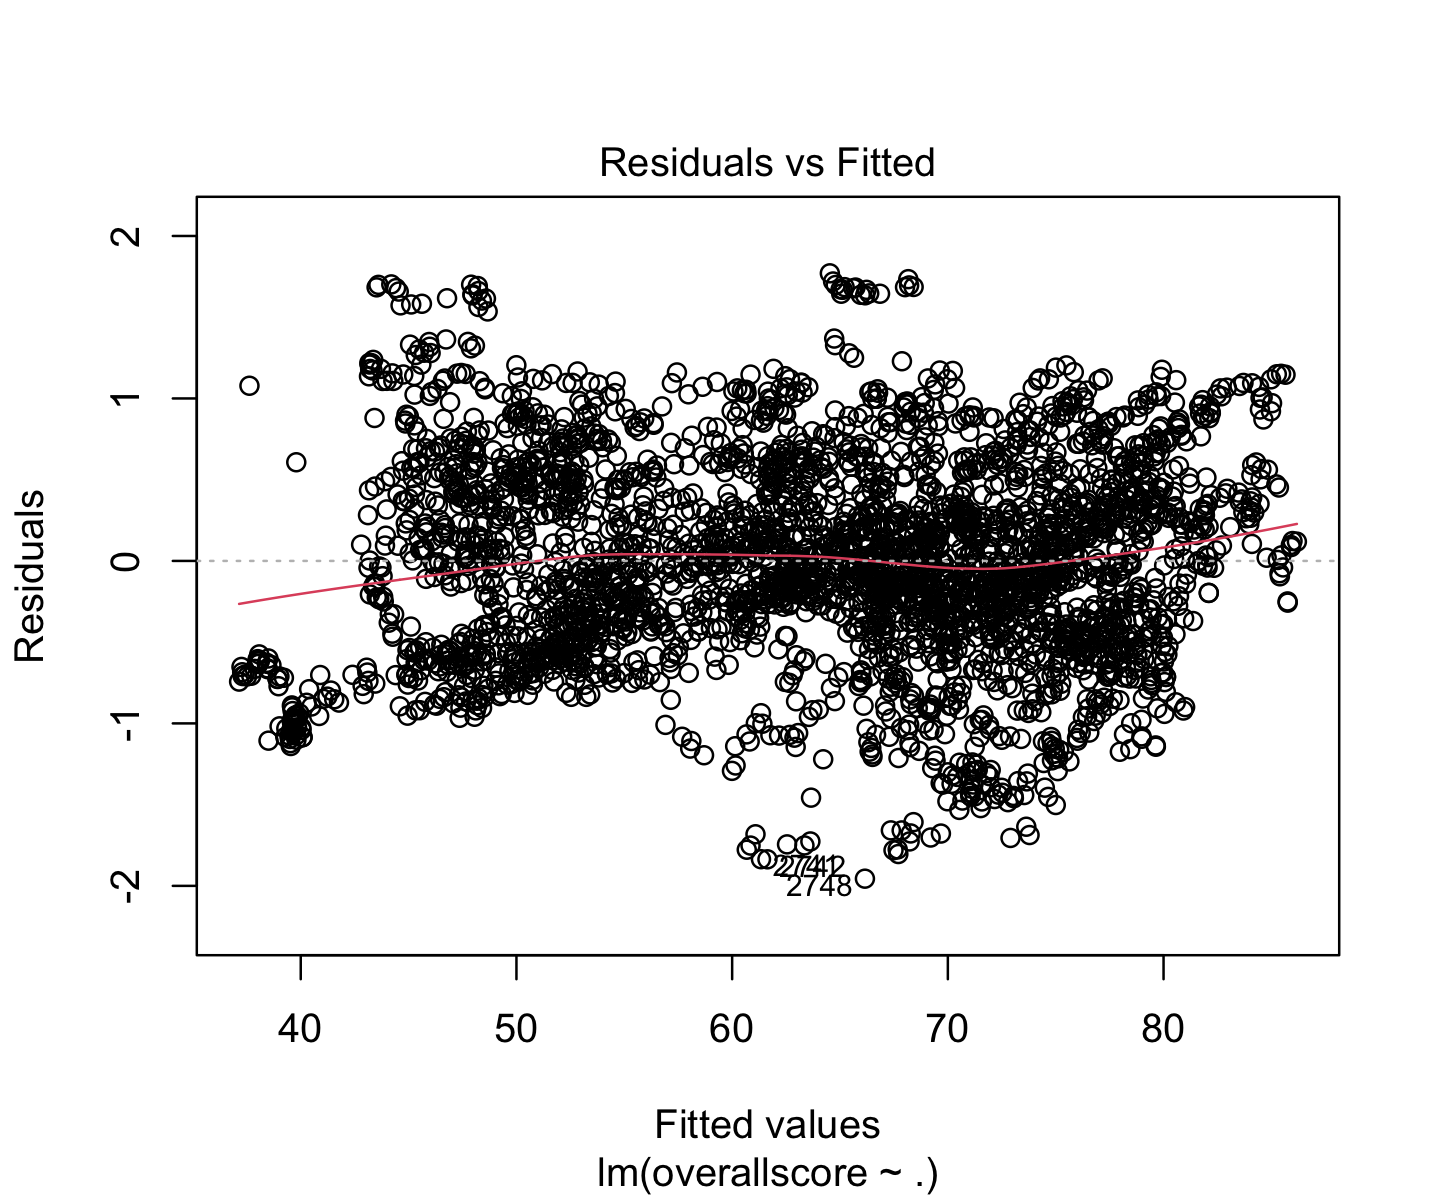 Residuals vs Fitted
Residuals
2
1
0
-1
-2
2748
40 50 60 70 80
Fitted values
lm(overallscore ~ .)